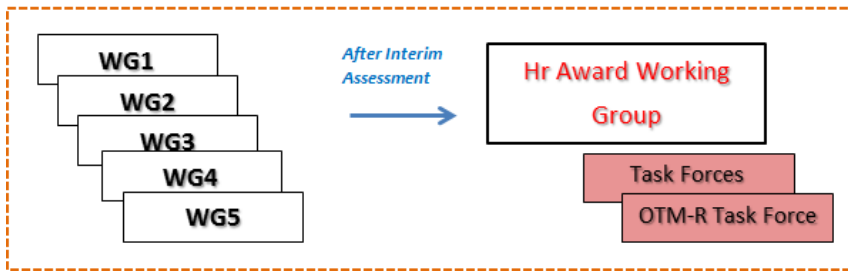 WG1
WG2
WG3
WG4
WG5
After Interim
Assessment
Hr Award Working
Group
Task Forces
OTM-R Task Force